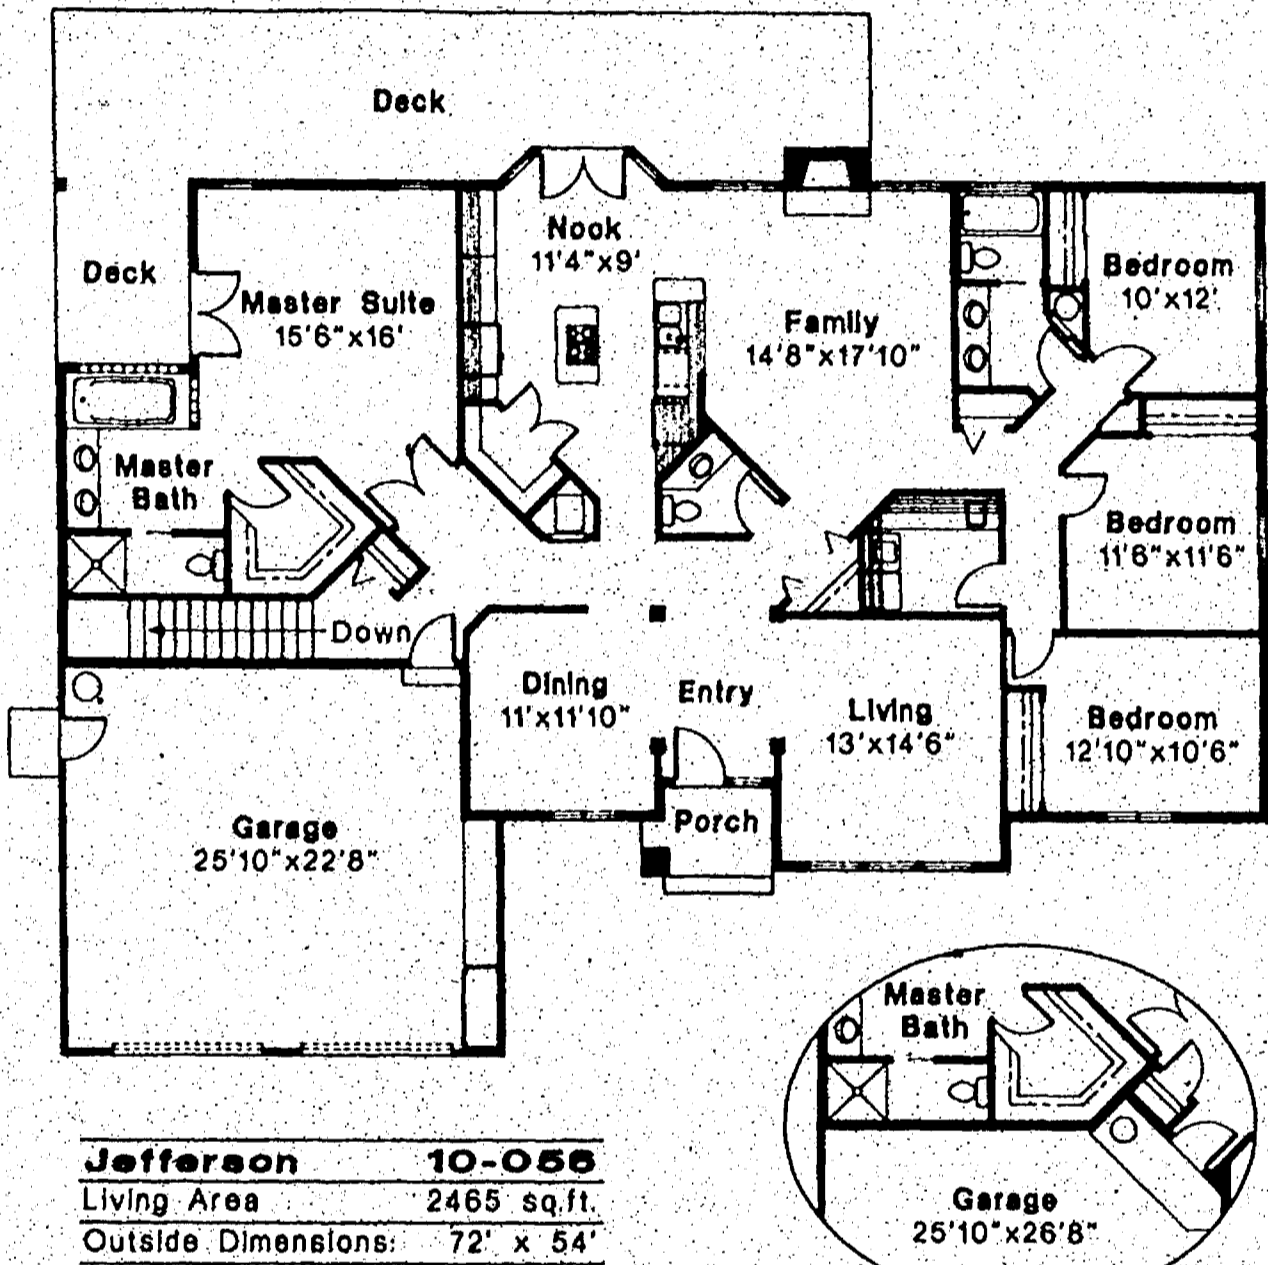 Deck
Deck
Master Suite
15'6"x16'
Nook
11'4"x9'
Family
14'8"x17'10"
Bedroom
10'x12'
Master
Bath
Bedroom
11'6"x11'6"
Down
Dining
11'x11'10"
Entry
Living
13'x14'6"
Bedroom
12'10"x10'6"
Porch
Garage
25'10"x22'8"
Master
Bath
Garage
25'10"x26'8"
Jefferson 10-056
Living Area 2465 sq.ft.
Outside Dimensions: 72' x 54'